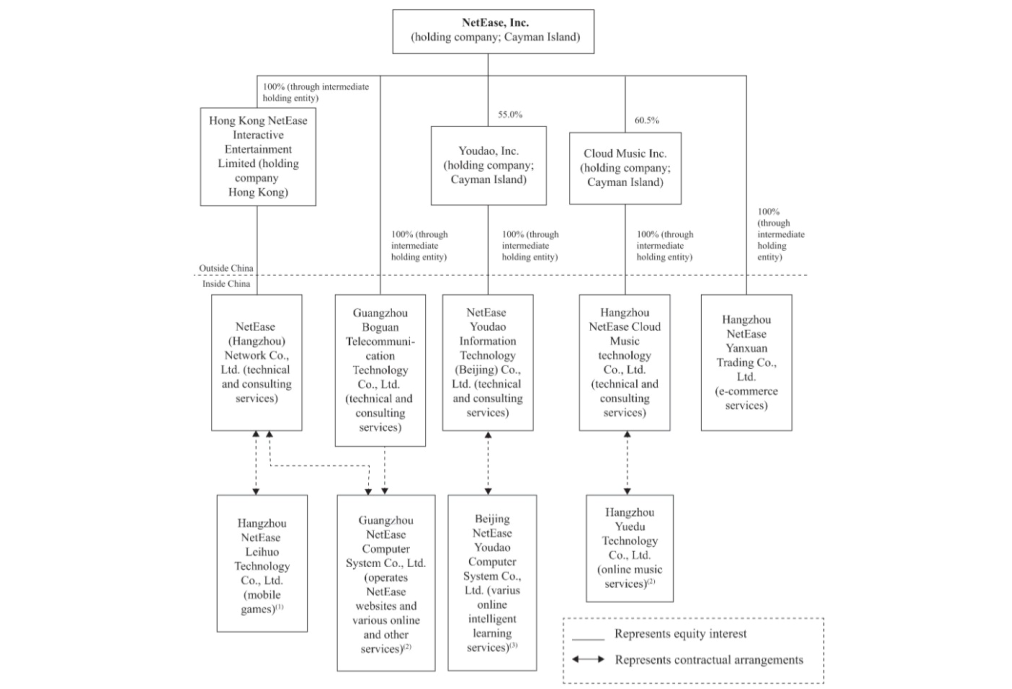 NetEase, Inc.
(holding company; Cayman Island)
100% (through intermediate
holding entity)
Hong Kong NetEase
Interactive
Entertainment
Limited (holding
company
Hong Kong)
55.0%
Youdao, Inc.
(holding company;
Cayman Island)
60.5%
Cloud Music Inc.
(holding company;
Cayman Island)
100% (through
intermediate
holding entity)
100% (through
intermediate
holding entity)
100% (through
intermediate
holding entity)
100%
(through
intermediate
holding
entity)
Outside China
Inside China
NetEase
(Hangzhou)
Network Co.,
Ltd. (technical
and consulting
services)
Guangzhou
Boguan
Telecommuni-
cation
Technology
Co., Ltd.
(technical and
consulting
services)
NetEase
Youdao
Information
Technology
(Beijing) Co.,
Ltd. (technical
and consulting
services)
Hangzhou
NetEase Cloud
Music
technology
Co., Ltd.
(technical and
consulting
services)
Hangzhou
NetEase
Yanxuan
Trading Co.,
Ltd.
(e-commerce
services)
Hangzhou
NetEase
Leihuo
Technology
Co., Ltd.
(mobile
games)(1)
Guangzhou
NetEase
Computer
System Co., Ltd.
(operates
NetEase
websites and
various online
and other
services)(2)
Beijing
NetEase
Youdao
Computer
System Co.,
Ltd. (varius
online
intelligent
learning
services)(3)
Hangzhou
Yuedu
Technology
Co., Ltd.
(online music
services)(2)
Represents equity interest
Represents contractual arrangements